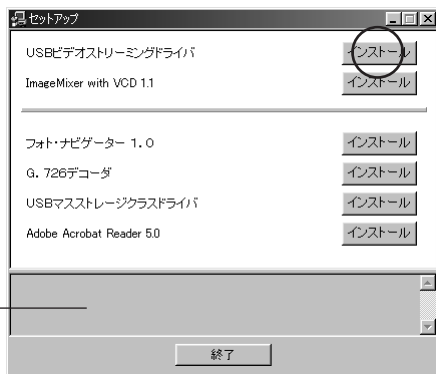 セットアップ
USBビデオストリーミングドライバ インストール
ImageMixer with VCD 1.1 インストール
フォト・ナビゲーター 1.0 インストール
G. 726デコーダ インストール
USBマスストレージクラスドライバ インストール
Adobe Acrobat Reader 5.0 インストール
終了